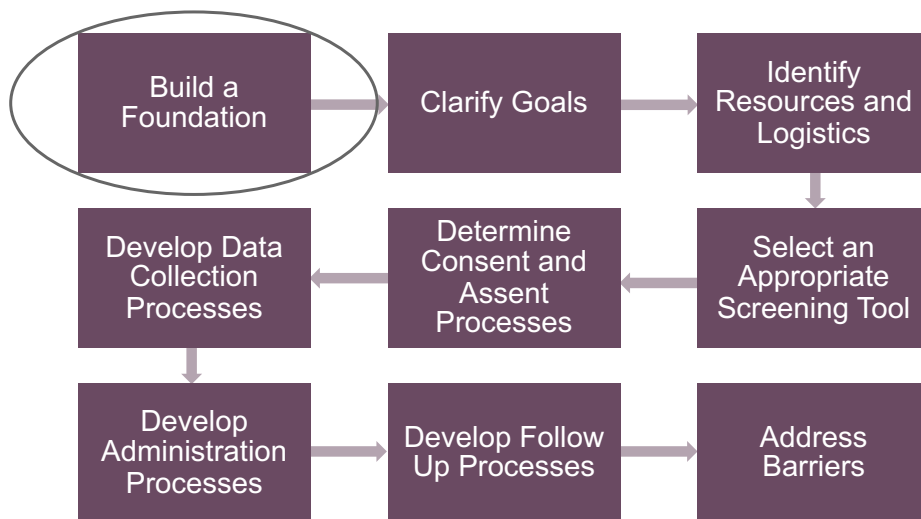 Build a
Foundation
Clarify Goals
Identify
Resources and
Logistics
Select an
Appropriate
Screening Tool
Determine
Consent and
Assent
Processes
Develop Data
Collection
Processes
Develop
Administration
Processes
Develop Follow
Up Processes
Address
Barriers